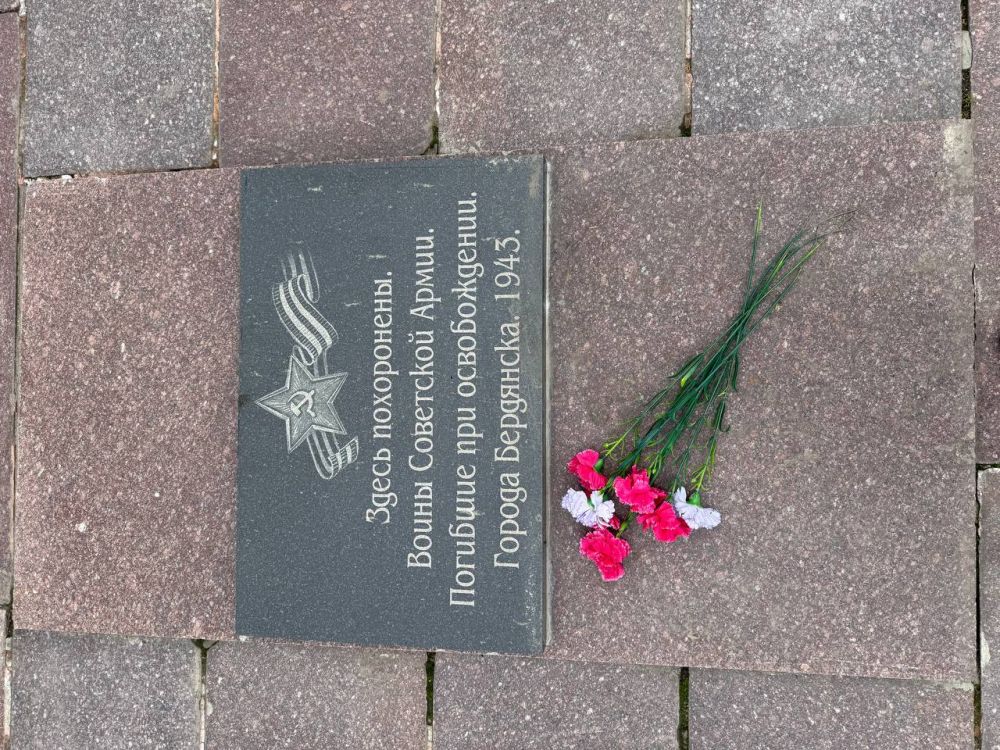 Здесь похоронены.
Воины Советской Армии.
Погибшие при освобождении.
Города Бердянска. 1943.